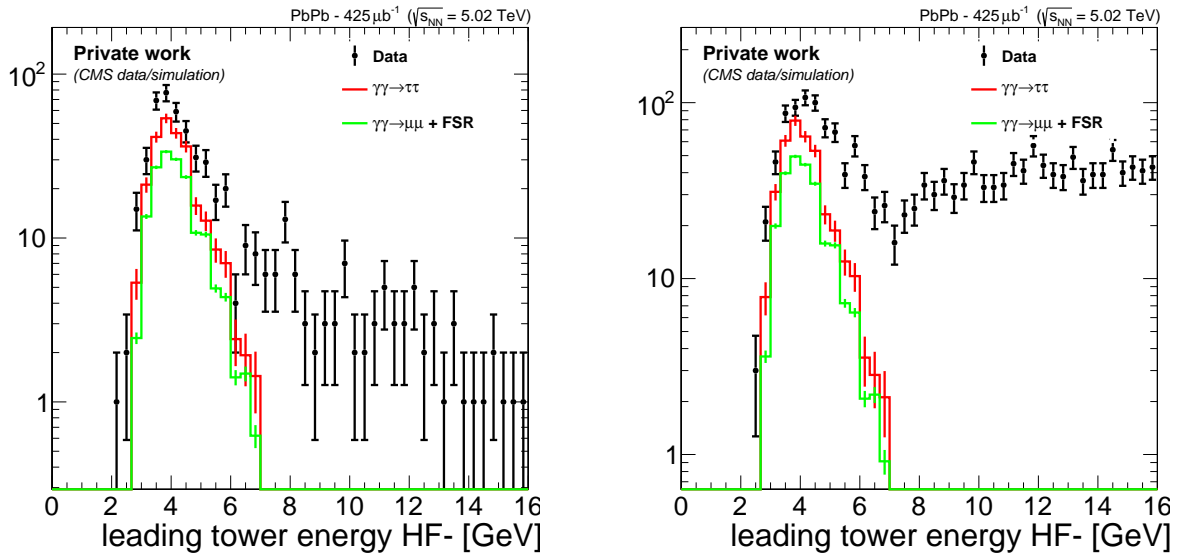 PbPb - 425 μb⁻¹ (√sNN = 5.02 TeV)
Private work
(CMS data/simulation)
Data
γγ→ττ
γγ→μμ + FSR
10²
10
1
0 2 4 6 8 10 12 14 16
leading tower energy HF- [GeV]
PbPb - 425 μb⁻¹ (√sNN = 5.02 TeV)
Private work
(CMS data/simulation)
Data
γγ→ττ
γγ→μμ + FSR
10²
10
1
0 2 4 6 8 10 12 14 16
leading tower energy HF- [GeV]